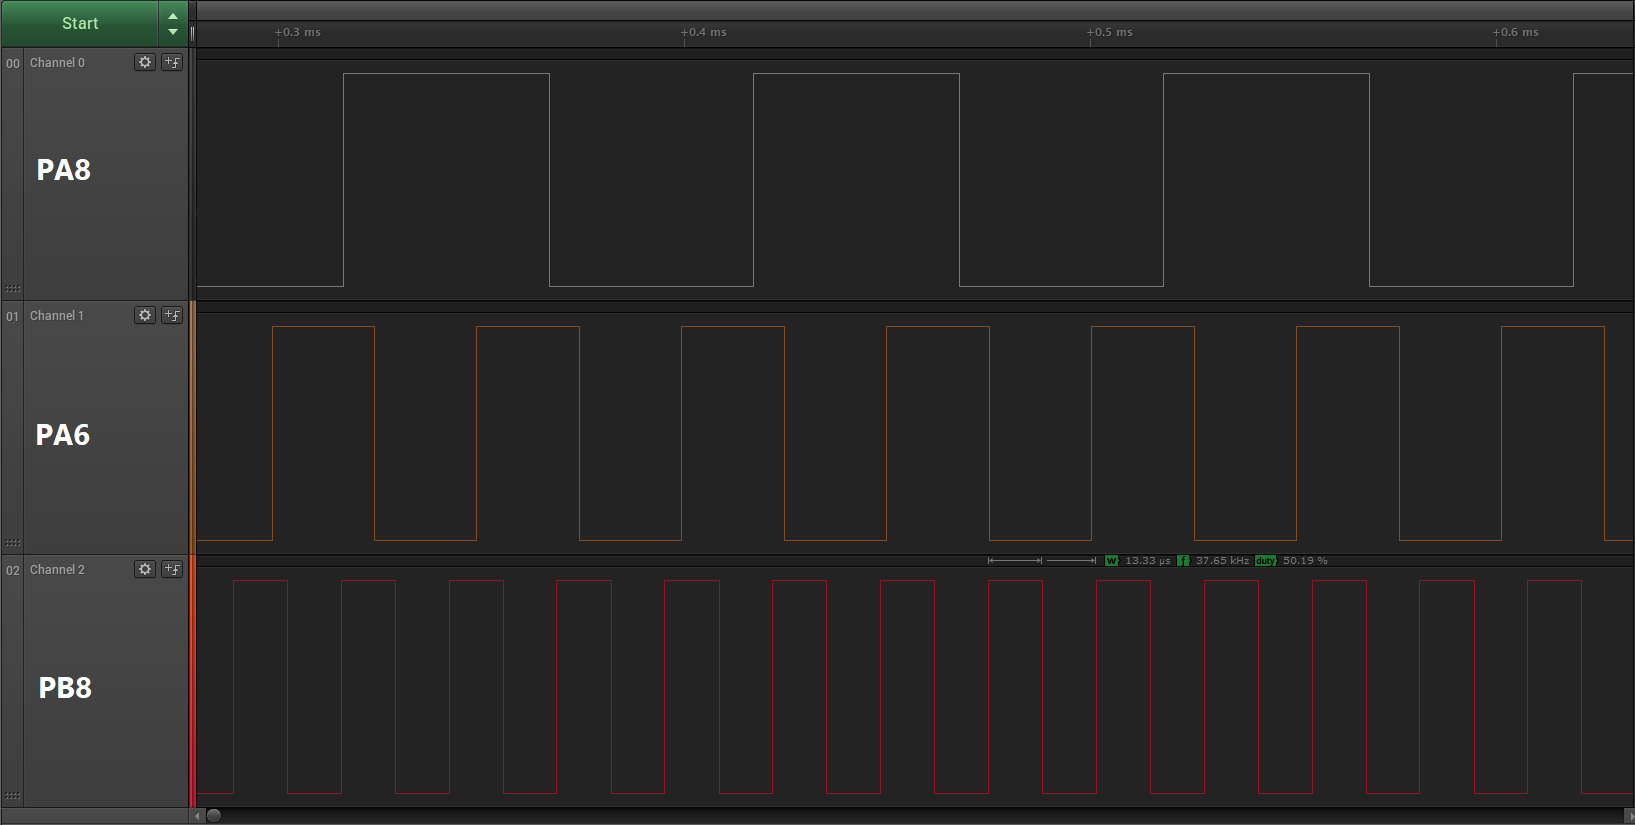 Start
+0.3 ms +0.4 ms +0.5 ms +0.6 ms
00 Channel 0
PA8
01 Channel 1
PA6
02 Channel 2
W 13.33 µs f 37.65 kHz duty 50.19 %
PB8